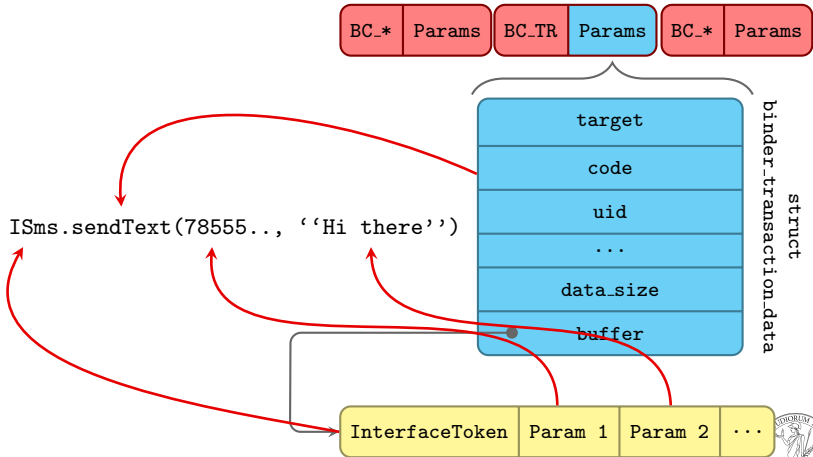 BC_* Params BC_TR Params BC_* Params
target
code
uid
...
data_size
buffer
struct
binder_transaction_data
ISms.sendText(78555.., ‘‘Hi there’’)
InterfaceToken Param 1 Param 2 ...